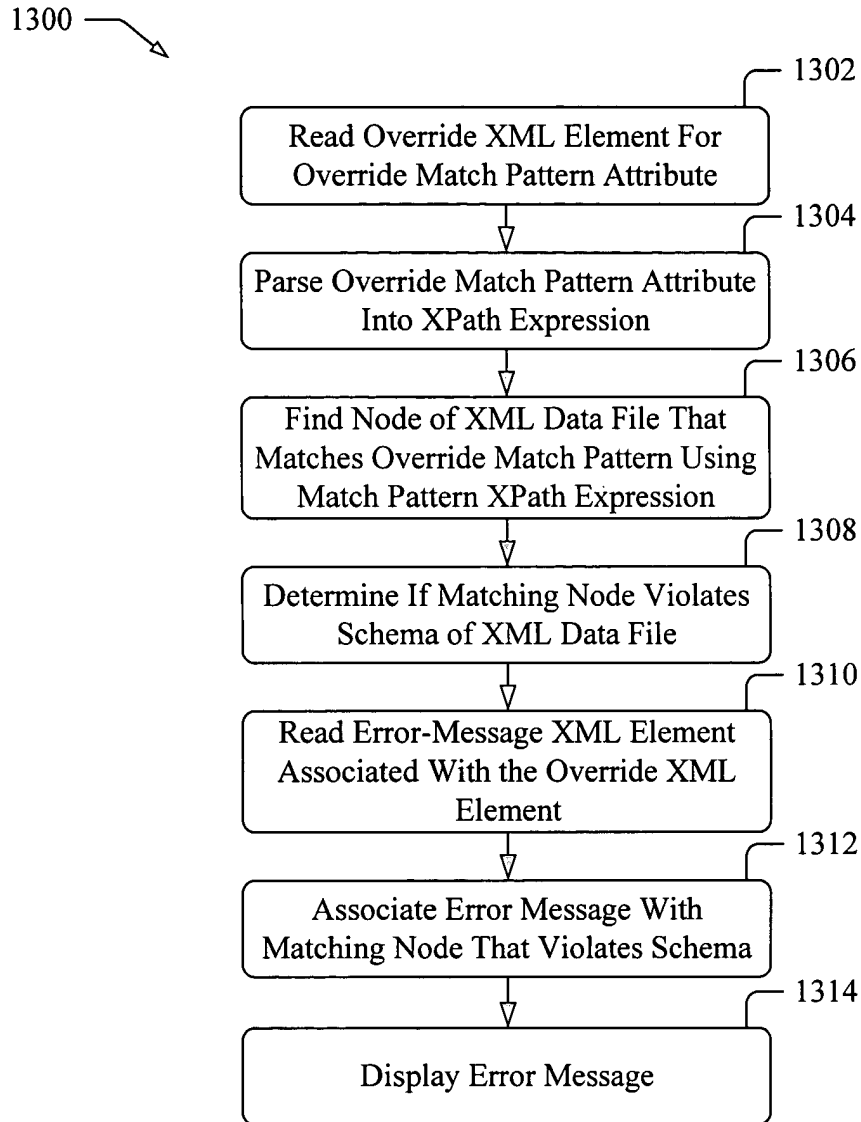 1300
1302
Read Override XML Element For
Override Match Pattern Attribute
1304
Parse Override Match Pattern Attribute
Into XPath Expression
1306
Find Node of XML Data File That
Matches Override Match Pattern Using
Match Pattern XPath Expression
1308
Determine If Matching Node Violates
Schema of XML Data File
1310
Read Error-Message XML Element
Associated With the Override XML
Element
1312
Associate Error Message With
Matching Node That Violates Schema
1314
Display Error Message